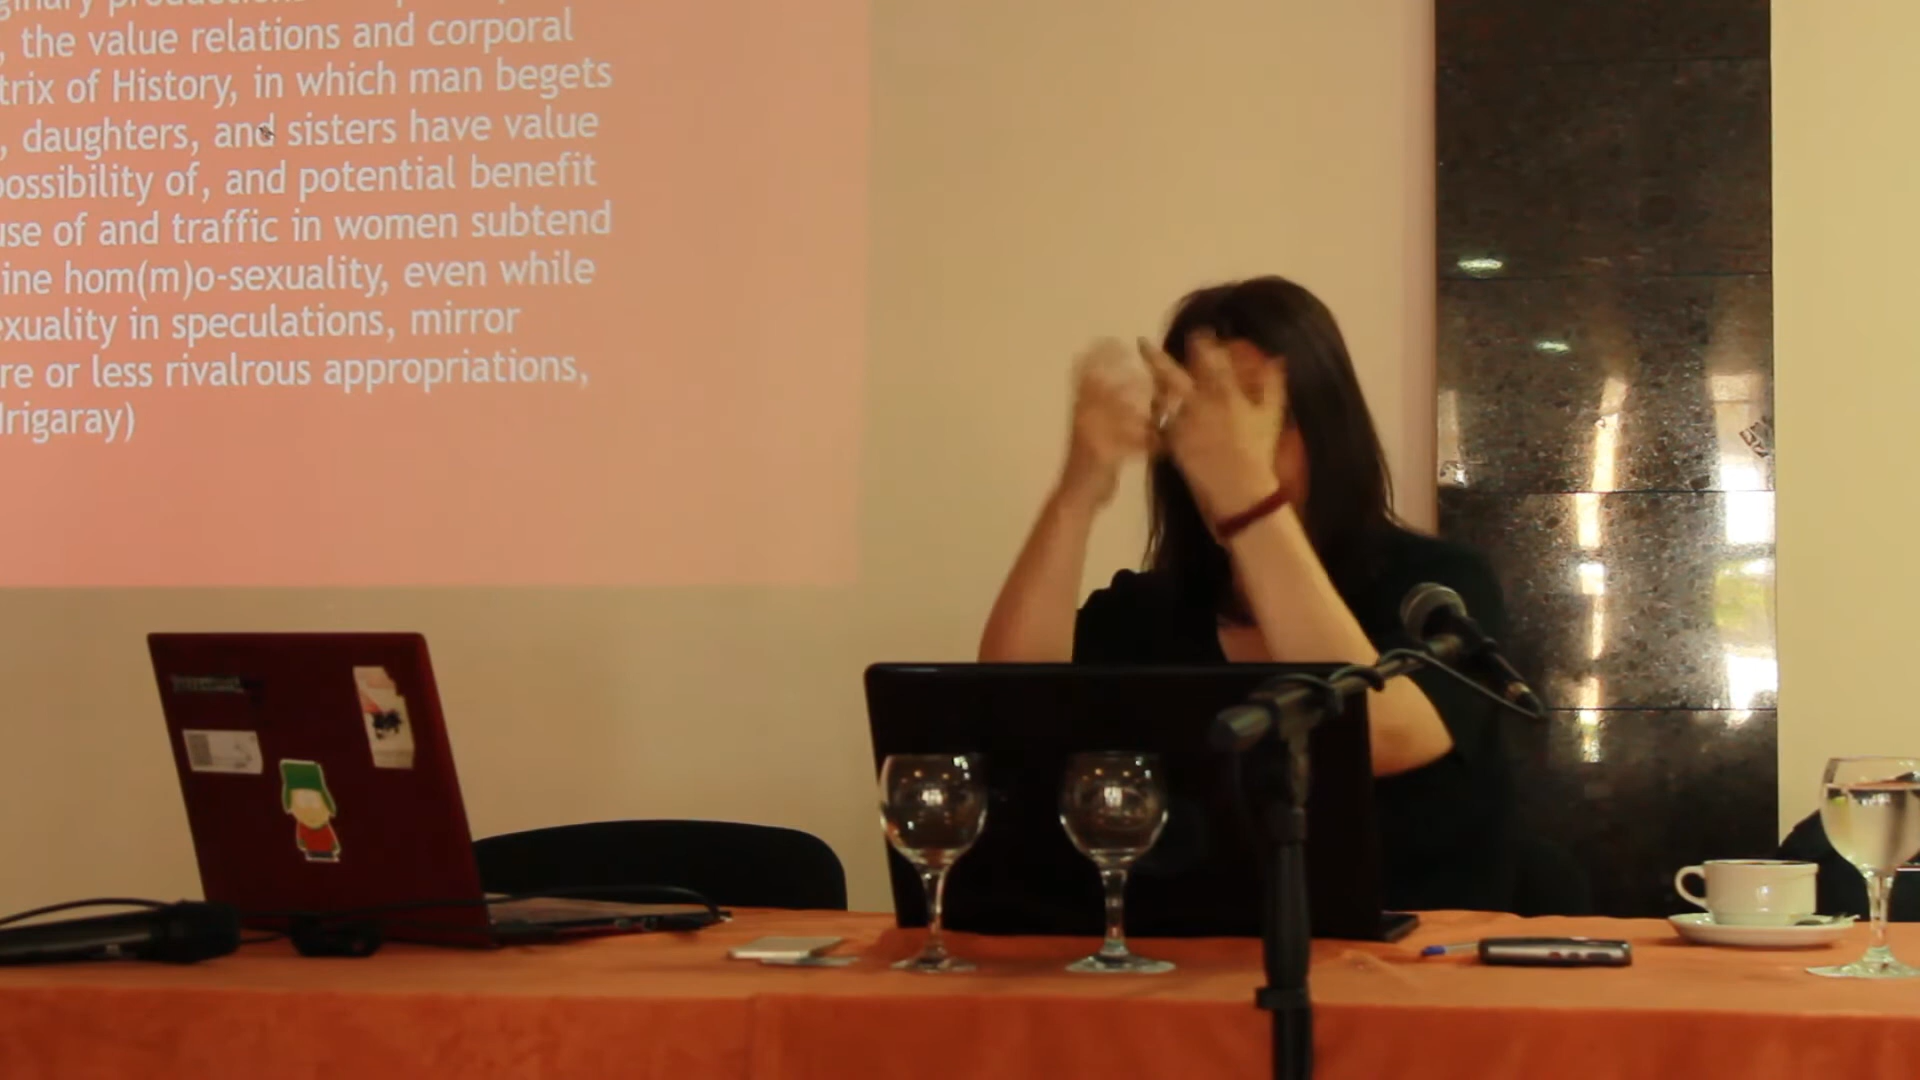 , the value relations and corporal
trix of History, in which man begets
, daughters, and sisters have value
possibility of, and potential benefit
use of and traffic in women subtend
ine hom(m)o-sexuality, even while
exuality in speculations, mirror
re or less rivalrous appropriations,
Irigaray)